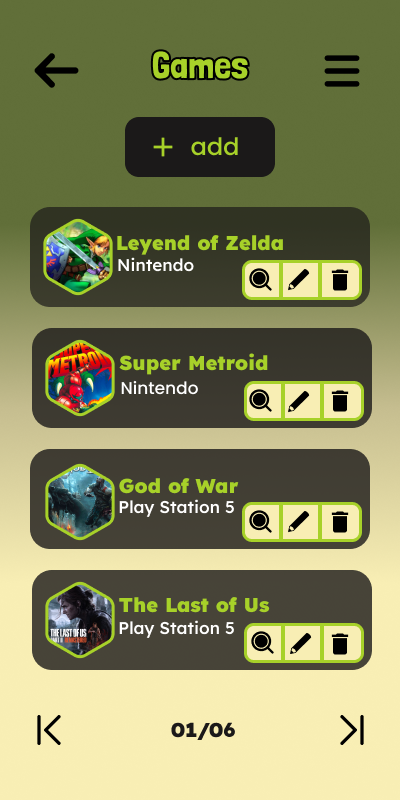 Games
+ add
Leyend of Zelda
Nintendo
METROID
Super Metroid
Nintendo
God of War
Play Station 5
The Last of Us
THE LAST OF US
Play Station 5
01/06